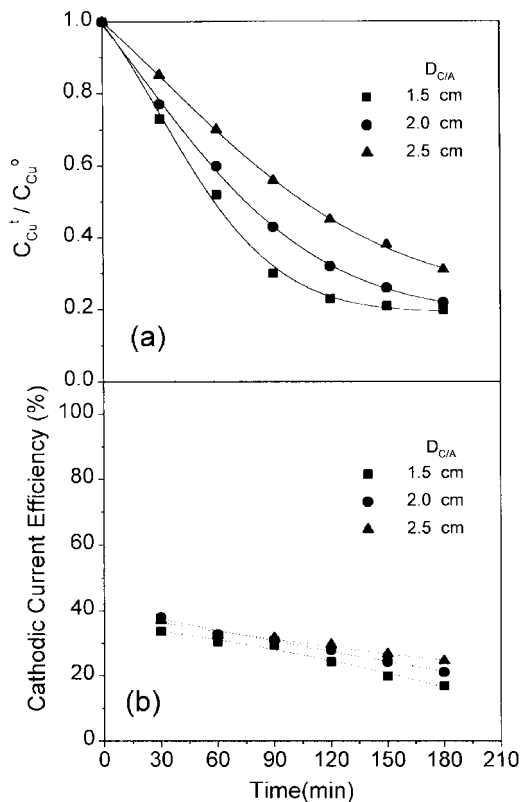 1.0
0.8
0.6
0.4
0.2
0.0
C_Cu^t / C_Cu^o
D_C/A
1.5 cm
2.0 cm
2.5 cm
(a)
100
80
60
40
20
0
Cathodic Current Efficiency (%)
D_C/A
1.5 cm
2.0 cm
2.5 cm
(b)
0 30 60 90 120 150 180 210
Time(min)